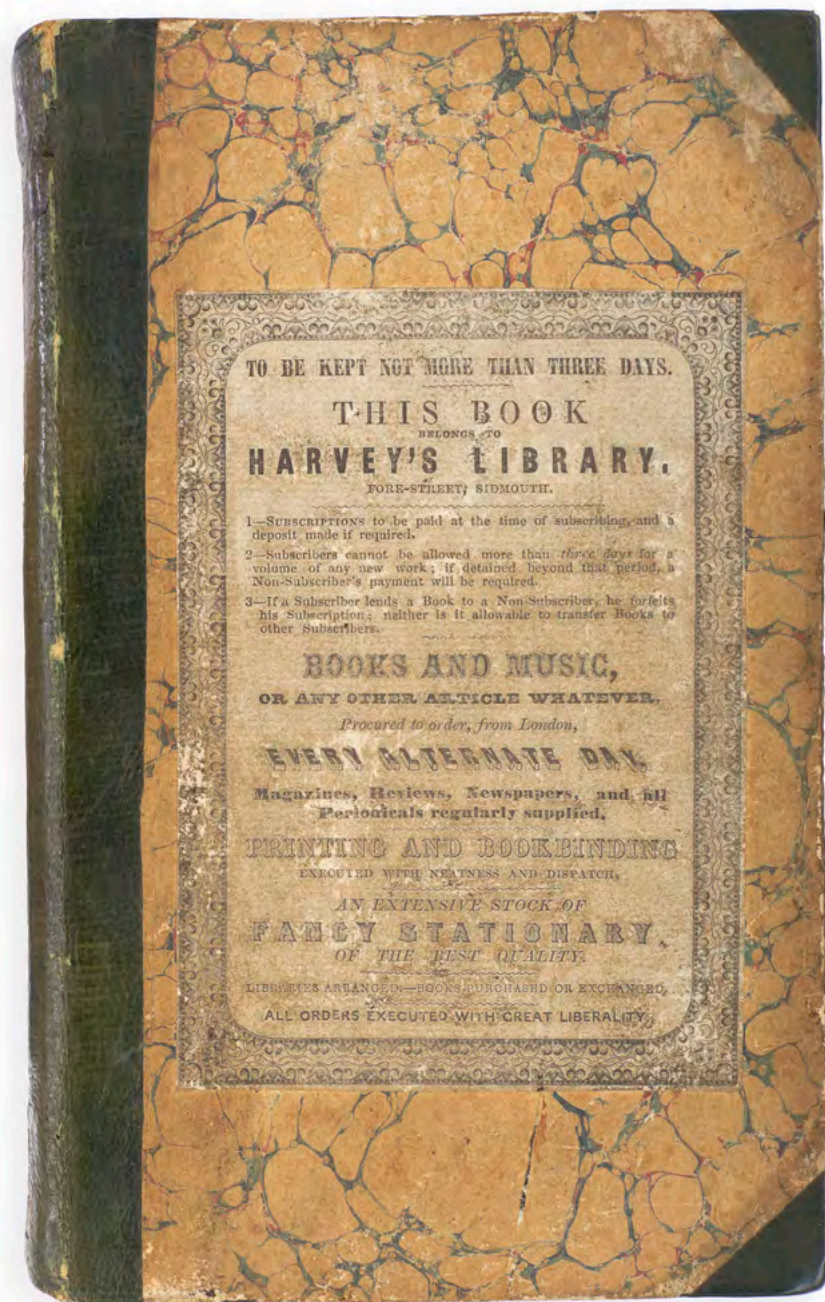 TO BE KEPT NOT MORE THAN THREE DAYS.
THIS BOOK
BELONGS TO
HARVEY'S LIBRARY,
FORE-STREET, SIDMOUTH.
1—SUBSCRIPTIONS to be paid at the time of subscribing, and a
deposit made if required.
2—Subscribers cannot be allowed more than three days for a
volume of any new work; if detained beyond that period, a
Non-Subscriber's payment will be required.
3—If a Subscriber lends a Book to a Non-Subscriber, he forfeits
his Subscription; neither is it allowable to transfer Books to
other Subscribers.
BOOKS AND MUSIC,
OR ANY OTHER ARTICLE WHATEVER,
Procured to order, from London,
EVERY ALTERNATE DAY.
Magazines, Reviews, Newspapers, and all
Periodicals regularly supplied.
PRINTING AND BOOKBINDING
EXECUTED WITH NEATNESS AND DISPATCH,
AN EXTENSIVE STOCK OF
FANCY STATIONARY,
OF THE BEST QUALITY.
LIBRARIES ARRANGED.—BOOKS PURCHASED OR EXCHANGED,
ALL ORDERS EXECUTED WITH GREAT LIBERALITY.